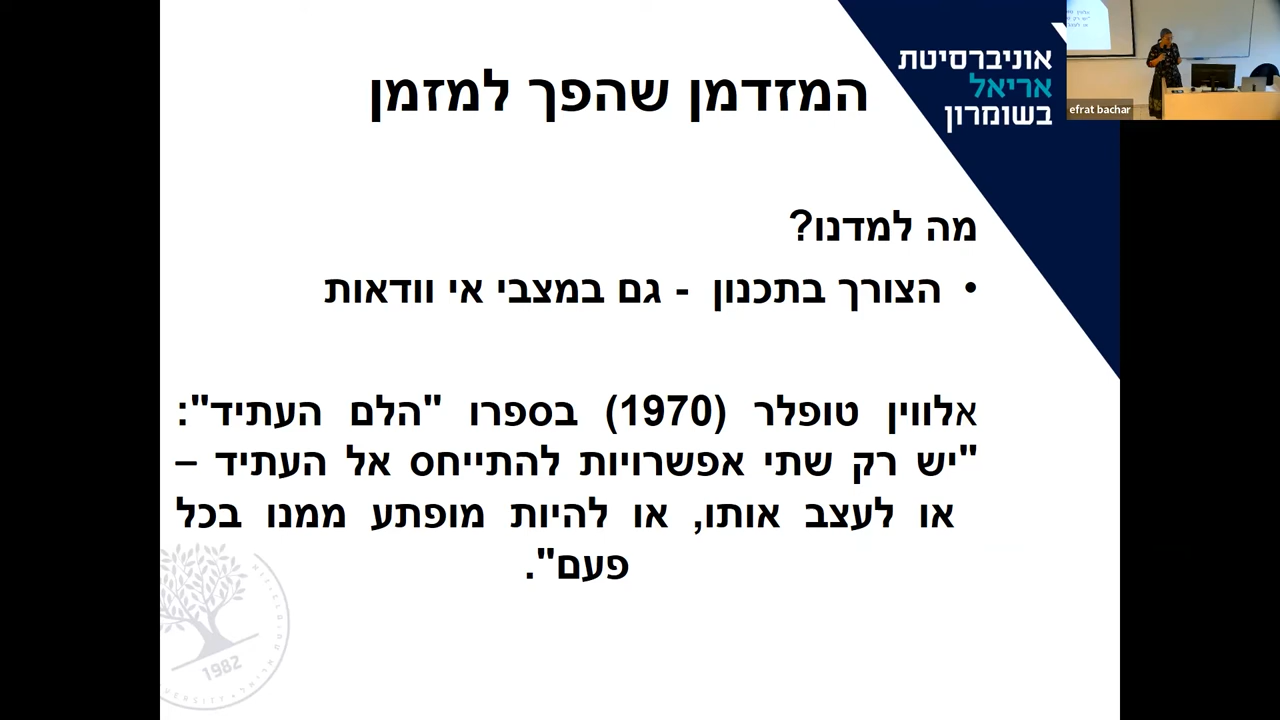 המזדמן שהפך למזמן
אוניברסיטת
אריאל
בשומרון
efrat bachar
מה למדנו?
• הצורך בתכנון - גם במצבי אי וודאות
אלווין טופלר (1970) בספרו "הלם העתיד":
"יש רק שתי אפשרויות להתייחס אל העתיד –
או לעצב אותו, או להיות מופתע ממנו בכל
פעם".
1982